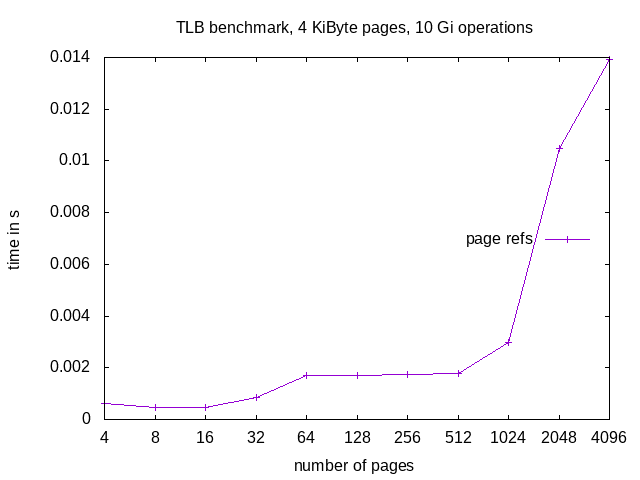 TLB benchmark, 4 KiByte pages, 10 Gi operations
0.014
0.012
0.01
0.008
page refs
0.006
0.004
0.002
0
time in s
4 8 16 32 64 128 256 512 1024 2048 4096
number of pages